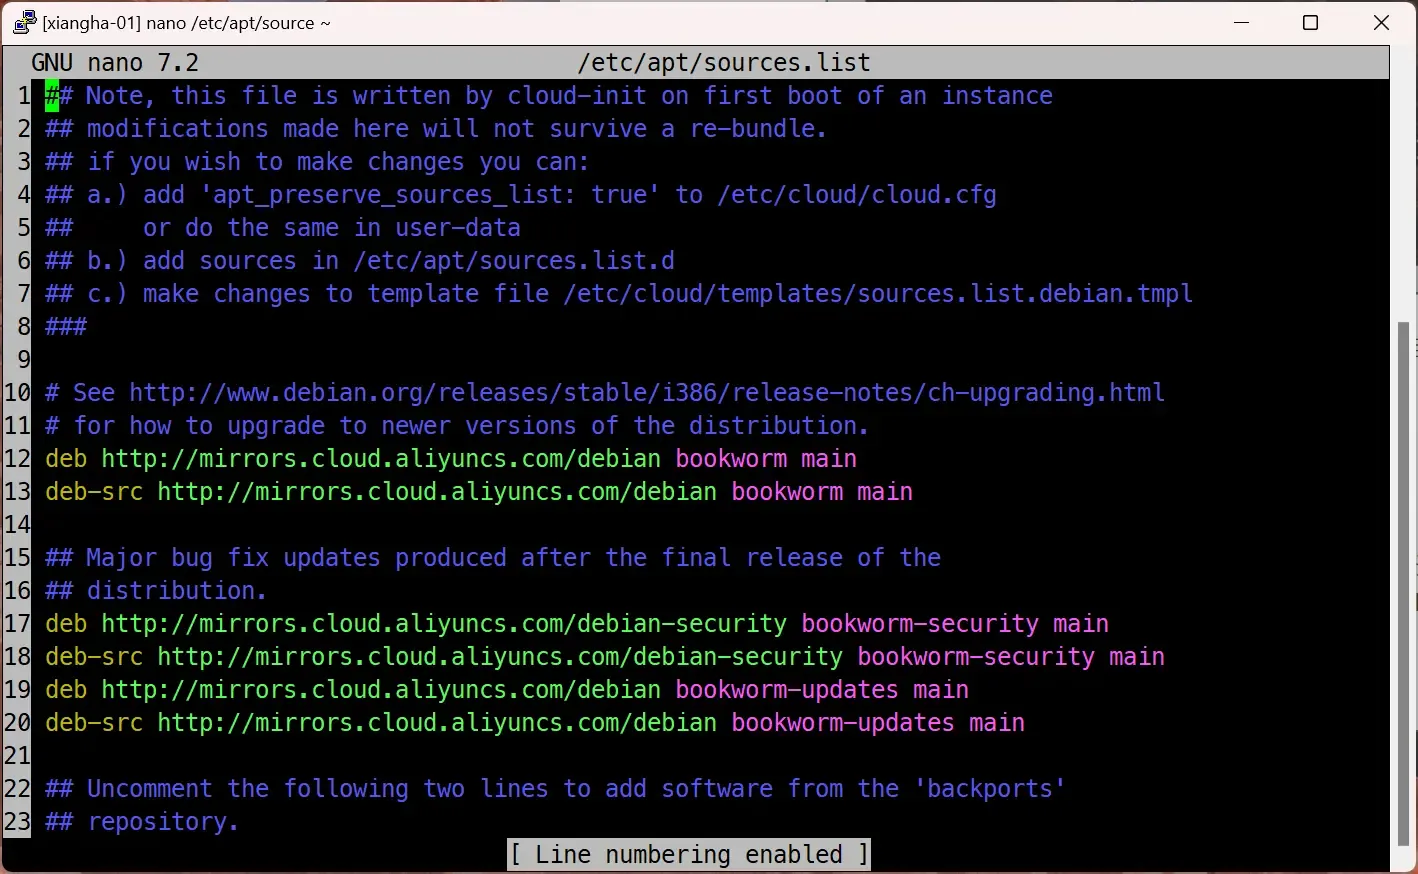 [xiangha-01] nano /etc/apt/source ~
GNU nano 7.2 /etc/apt/sources.list
1 ## Note, this file is written by cloud-init on first boot of an instance
2 ## modifications made here will not survive a re-bundle.
3 ## if you wish to make changes you can:
4 ## a.) add 'apt_preserve_sources_list: true' to /etc/cloud/cloud.cfg
5 ##     or do the same in user-data
6 ## b.) add sources in /etc/apt/sources.list.d
7 ## c.) make changes to template file /etc/cloud/templates/sources.list.debian.tmpl
8 ###
9
10 # See http://www.debian.org/releases/stable/i386/release-notes/ch-upgrading.html
11 # for how to upgrade to newer versions of the distribution.
12 deb http://mirrors.cloud.aliyuncs.com/debian bookworm main
13 deb-src http://mirrors.cloud.aliyuncs.com/debian bookworm main
14
15 ## Major bug fix updates produced after the final release of the
16 ## distribution.
17 deb http://mirrors.cloud.aliyuncs.com/debian-security bookworm-security main
18 deb-src http://mirrors.cloud.aliyuncs.com/debian-security bookworm-security main
19 deb http://mirrors.cloud.aliyuncs.com/debian bookworm-updates main
20 deb-src http://mirrors.cloud.aliyuncs.com/debian bookworm-updates main
21
22 ## Uncomment the following two lines to add software from the 'backports'
23 ## repository.
[ Line numbering enabled ]